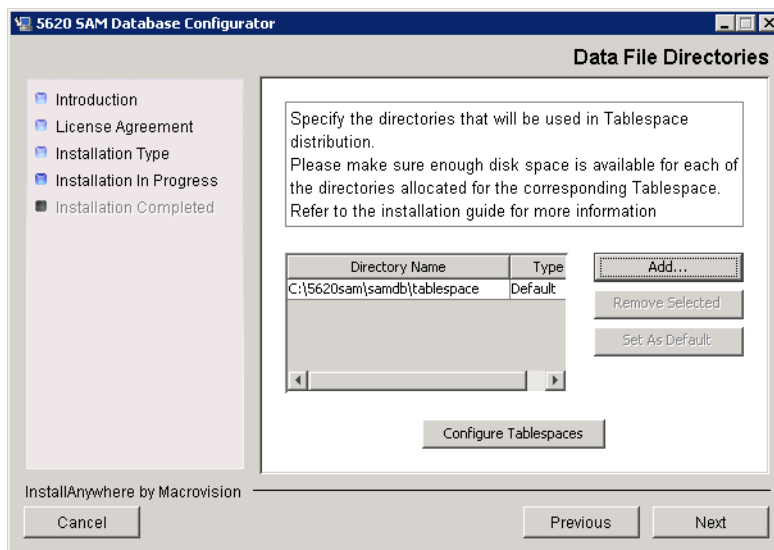 5620 SAM Database Configurator
Data File Directories
Introduction
License Agreement
Installation Type
Installation In Progress
Installation Completed
Specify the directories that will be used in Tablespace
distribution.
Please make sure enough disk space is available for each of
the directories allocated for the corresponding Tablespace.
Refer to the installation guide for more information
Directory Name Type
C:\5620sam\samdb\tablespace Default
Add...
Remove Selected
Set As Default
Configure Tablespaces
InstallAnywhere by Macrovision
Cancel Previous Next